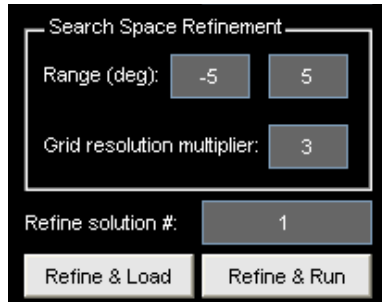 Search Space Refinement
Range (deg): -5 5
Grid resolution multiplier: 3
Refine solution #: 1
Refine & Load Refine & Run